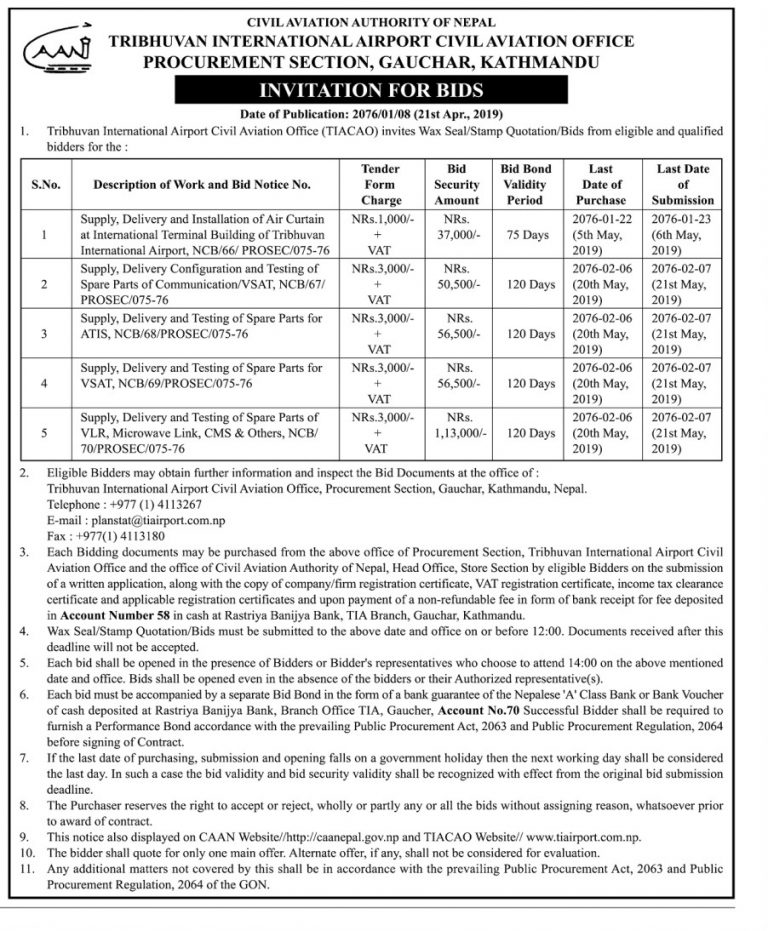 CAAN
CIVIL AVIATION AUTHORITY OF NEPAL
TRIBHUVAN INTERNATIONAL AIRPORT CIVIL AVIATION OFFICE
PROCUREMENT SECTION, GAUCHAR, KATHMANDU
INVITATION FOR BIDS
Date of Publication: 2076/01/08 (21st Apr., 2019)
1. Tribhuvan International Airport Civil Aviation Office (TIACAO) invites Wax Seal/Stamp Quotation/Bids from eligible and qualified
bidders for the :
S.No. Description of Work and Bid Notice No. Tender Form Charge Bid Security Amount Bid Bond Validity Period Last Date of Purchase Last Date of Submission
1 Supply, Delivery and Installation of Air Curtain at International Terminal Building of Tribhuvan International Airport, NCB/66/ PROSEC/075-76 NRs.1,000/- + VAT NRs. 37,000/- 75 Days 2076-01-22 (5th May, 2019) 2076-01-23 (6th May, 2019)
2 Supply, Delivery Configuration and Testing of Spare Parts of Communication/VSAT, NCB/67/ PROSEC/075-76 NRs.3,000/- + VAT NRs. 50,500/- 120 Days 2076-02-06 (20th May, 2019) 2076-02-07 (21st May, 2019)
3 Supply, Delivery and Testing of Spare Parts for ATIS, NCB/68/PROSEC/075-76 NRs.3,000/- + VAT NRs. 56,500/- 120 Days 2076-02-06 (20th May, 2019) 2076-02-07 (21st May, 2019)
4 Supply, Delivery and Testing of Spare Parts for VSAT, NCB/69/PROSEC/075-76 NRs.3,000/- + VAT NRs. 56,500/- 120 Days 2076-02-06 (20th May, 2019) 2076-02-07 (21st May, 2019)
5 Supply, Delivery and Testing of Spare Parts of VLR, Microwave Link, CMS & Others, NCB/ 70/PROSEC/075-76 NRs.3,000/- + VAT NRs. 1,13,000/- 120 Days 2076-02-06 (20th May, 2019) 2076-02-07 (21st May, 2019)
2. Eligible Bidders may obtain further information and inspect the Bid Documents at the office of :
Tribhuvan International Airport Civil Aviation Office, Procurement Section, Gauchar, Kathmandu, Nepal.
Telephone : +977 (1) 4113267
E-mail : planstat@tiairport.com.np
Fax : +977(1) 4113180
3. Each Bidding documents may be purchased from the above office of Procurement Section, Tribhuvan International Airport Civil
Aviation Office and the office of Civil Aviation Authority of Nepal, Head Office, Store Section by eligible Bidders on the submission
of a written application, along with the copy of company/firm registration certificate, VAT registration certificate, income tax clearance
certificate and applicable registration certificates and upon payment of a non-refundable fee in form of bank receipt for fee deposited
in Account Number 58 in cash at Rastriya Banijya Bank, TIA Branch, Gauchar, Kathmandu.
4. Wax Seal/Stamp Quotation/Bids must be submitted to the above date and office on or before 12:00. Documents received after this
deadline will not be accepted.
5. Each bid shall be opened in the presence of Bidders or Bidder's representatives who choose to attend 14:00 on the above mentioned
date and office. Bids shall be opened even in the absence of the bidders or their Authorized representative(s).
6. Each bid must be accompanied by a separate Bid Bond in the form of a bank guarantee of the Nepalese 'A' Class Bank or Bank Voucher
of cash deposited at Rastriya Banijya Bank, Branch Office TIA, Gaucher, Account No.70 Successful Bidder shall be required to
furnish a Performance Bond accordance with the prevailing Public Procurement Act, 2063 and Public Procurement Regulation, 2064
before signing of Contract.
7. If the last date of purchasing, submission and opening falls on a government holiday then the next working day shall be considered
the last day. In such a case the bid validity and bid security validity shall be recognized with effect from the original bid submission
deadline.
8. The Purchaser reserves the right to accept or reject, wholly or partly any or all the bids without assigning reason, whatsoever prior
to award of contract.
9. This notice also displayed on CAAN Website//http://caanepal.gov.np and TIACAO Website// www.tiairport.com.np.
10. The bidder shall quote for only one main offer. Alternate offer, if any, shall not be considered for evaluation.
11. Any additional matters not covered by this shall be in accordance with the prevailing Public Procurement Act, 2063 and Public
Procurement Regulation, 2064 of the GON.